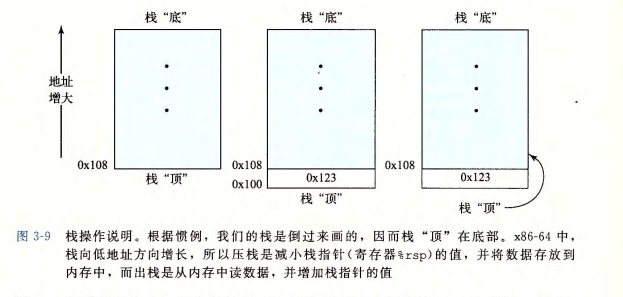 栈“底”
栈“底”
栈“底”
地址
增大
0x108
0x108
0x108
栈“顶”
0x123
0x123
0x100
栈“顶”
栈“顶”
图 3-9 栈操作说明。根据惯例，我们的栈是倒过来画的，因而栈“顶”在底部。x86-64 中，
栈向低地址方向增长，所以压栈是减小栈指针(寄存器%rsp)的值，并将数据存放到
内存中，而出栈是从内存中读数据，并增加栈指针的值